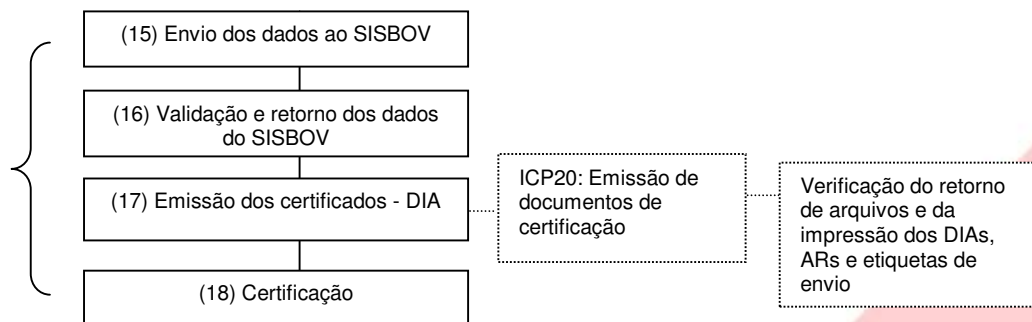 (15) Envio dos dados ao SISBOV
(16) Validação e retorno dos dados
do SISBOV
(17) Emissão dos certificados - DIA
ICP20: Emissão de
documentos de
certificação
Verificação do retorno
de arquivos e da
impressão dos DIAs,
ARs e etiquetas de
envio
(18) Certificação